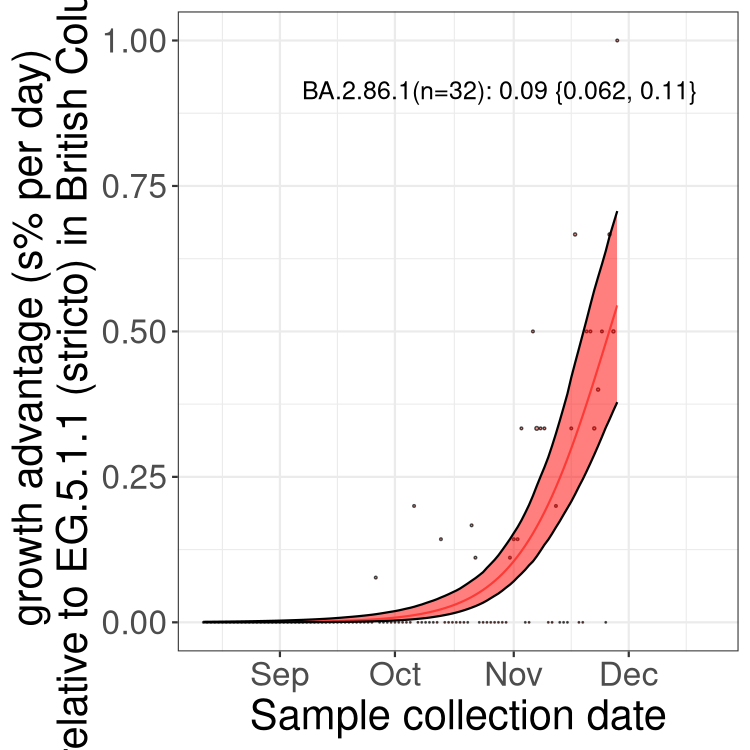 growth advantage (s% per day)
relative to EG.5.1.1 (stricto) in British Colu
1.00
0.75
0.50
0.25
0.00
BA.2.86.1(n=32): 0.09 {0.062, 0.11}
Sep Oct Nov Dec
Sample collection date